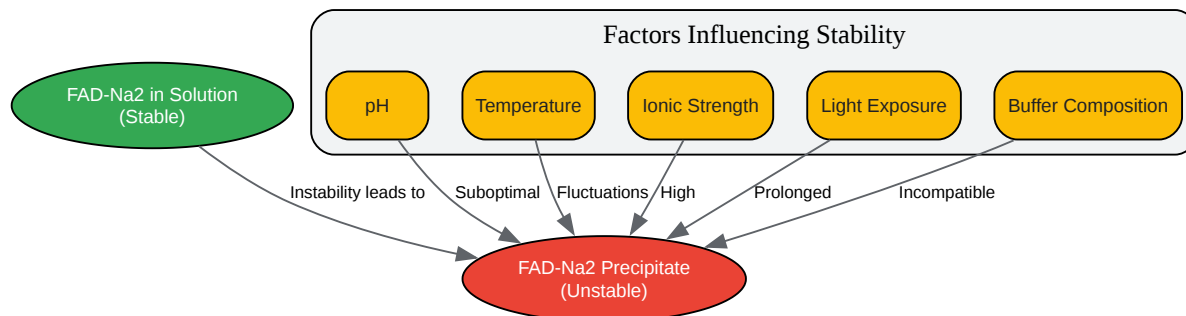 Factors Influencing Stability
FAD-Na2 in Solution
(Stable)
pH
Temperature
Ionic Strength
Light Exposure
Buffer Composition
Instability leads to
Suboptimal
Fluctuations
High
Prolonged
Incompatible
FAD-Na2 Precipitate
(Unstable)